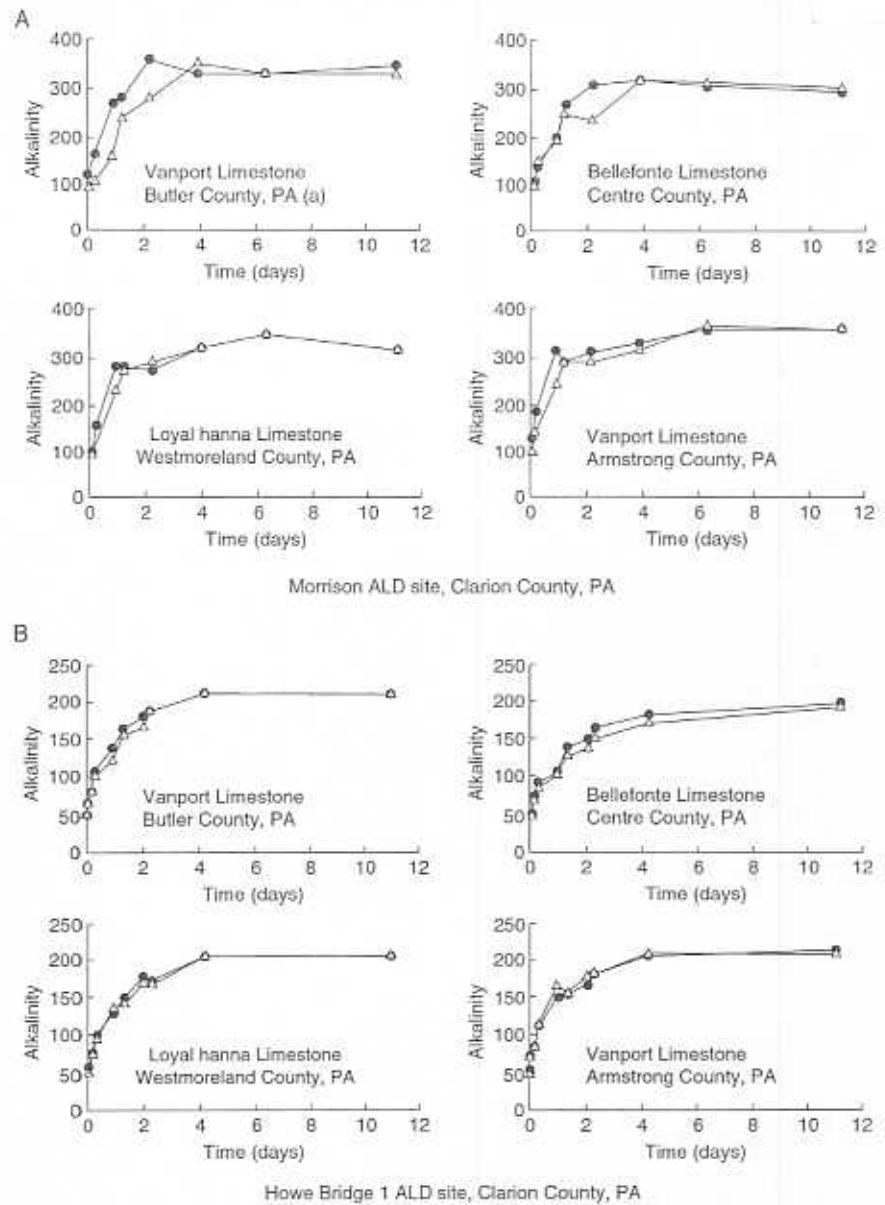 A
400
300
200
100
0
Alkalinity
Vanport Limestone
Butler County, PA (a)
0 2 4 6 8 10 12
Time (days)
400
300
200
100
0
Alkalinity
Bellefonte Limestone
Centre County, PA
0 2 4 6 8 10 12
Time (days)
400
300
200
100
0
Alkalinity
Loyal hanna Limestone
Westmoreland County, PA
0 2 4 6 8 10 12
Time (days)
400
300
200
100
0
Alkalinity
Vanport Limestone
Armstrong County, PA
0 2 4 6 8 10 12
Time (days)
Morrison ALD site, Clarion County, PA
B
250
200
150
100
50
0
Alkalinity
Vanport Limestone
Butler County, PA
0 2 4 6 8 10 12
Time (days)
250
200
150
100
50
0
Alkalinity
Bellefonte Limestone
Centre County, PA
0 2 4 6 8 10 12
Time (days)
250
200
150
100
50
0
Alkalinity
Loyal hanna Limestone
Westmoreland County, PA
0 2 4 6 8 10 12
Time (days)
250
200
150
100
50
0
Alkalinity
Vanport Limestone
Armstrong County, PA
0 2 4 6 8 10 12
Time (days)
Howe Bridge 1 ALD site, Clarion County, PA